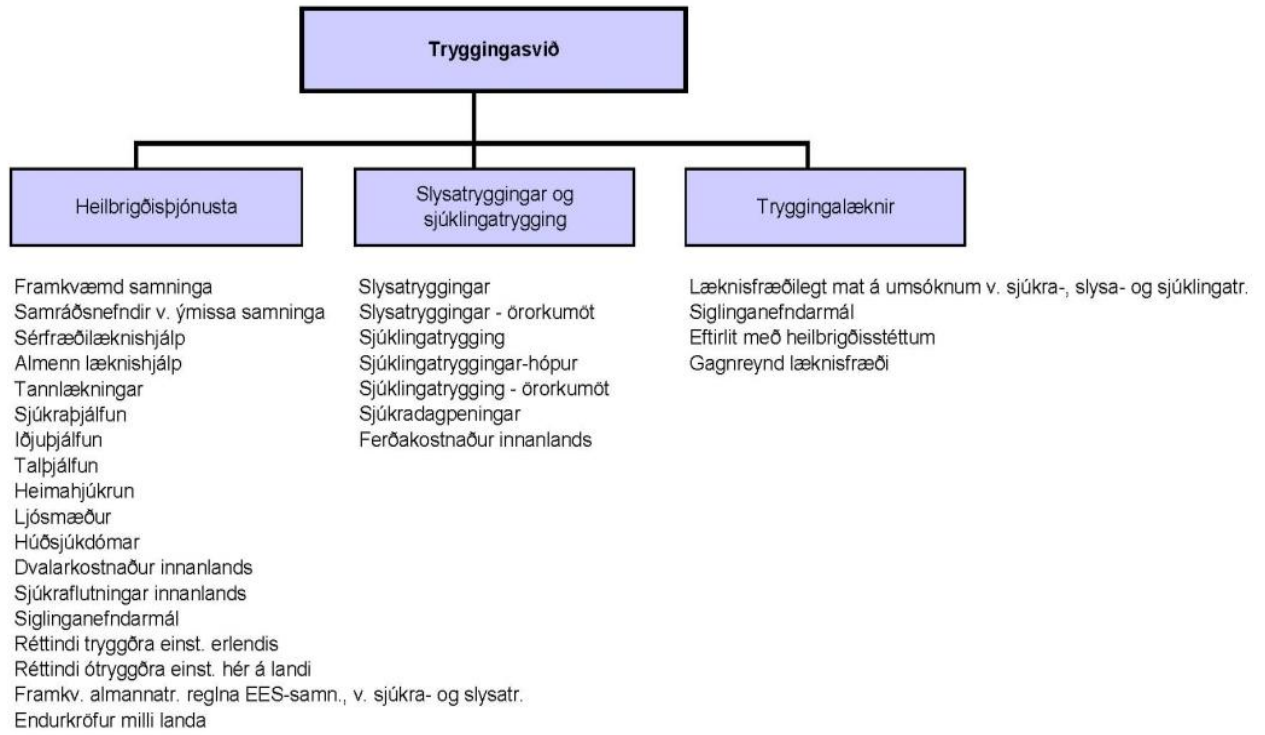 Tryggingasvið
Heilbrigðisþjónusta
Framkvæmd samninga
Samráðsnefndir v. ýmissa samninga
Sérfræðilæknishjálp
Almenn læknishjálp
Tannlækningar
Sjúkraþjálfun
Iðjuþjálfun
Talþjálfun
Heimahjúkrun
Ljósmæður
Húðsjúkdómar
Dvalarkostnaður innanlands
Sjúkraflutningar innanlands
Siglinganefndarmál
Réttindi tryggðra einst. erlendis
Réttindi ótryggðra einst. hér á landi
Framkv. almannatr. reglna EES-samn., v. sjúkra- og slysatr.
Endurkröfur milli landa
Slysatryggingar og
sjúklingatrygging
Slysatryggingar
Slysatryggingar - örorkumöt
Sjúklingatrygging
Sjúklingatryggingar-hópur
Sjúklingatrygging - örorkumöt
Sjúkradagpeningar
Ferðakostnaður innanlands
Tryggingalæknir
Læknisfræðilegt mat á umsóknum v. sjúkra-, slysa- og sjúklingatr.
Siglinganefndarmál
Eftirlit með heilbrigðisstéttum
Gagnreynd læknisfræði